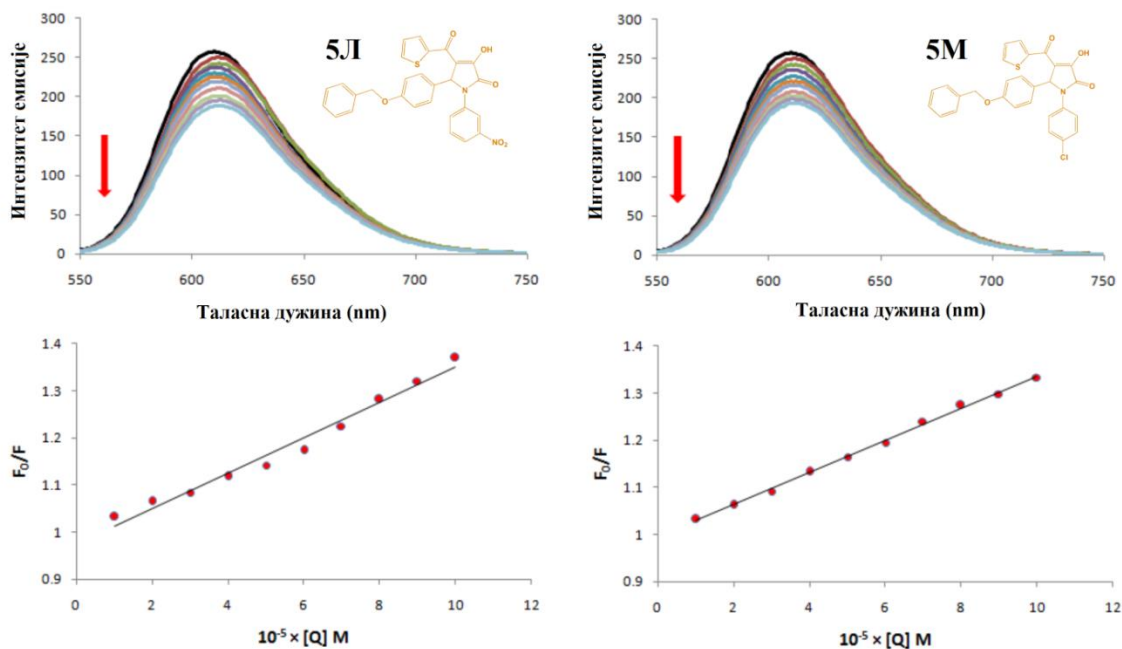 5Л
Интензитет емисије
300
250
200
150
100
50
0
O
OH
S
O
N
O
NO₂
550
600
650
700
750
Таласна дужина (nm)
5М
Интензитет емисије
300
250
200
150
100
50
0
O
OH
S
O
N
O
Cl
550
600
650
700
750
Таласна дужина (nm)
F₀/F
1.4
1.3
1.2
1.1
1
0.9
0
2
4
6
8
10
12
10⁻⁵ × [Q] M
F₀/F
1.4
1.3
1.2
1.1
1
0.9
0
2
4
6
8
10
12
10⁻⁵ × [Q] M